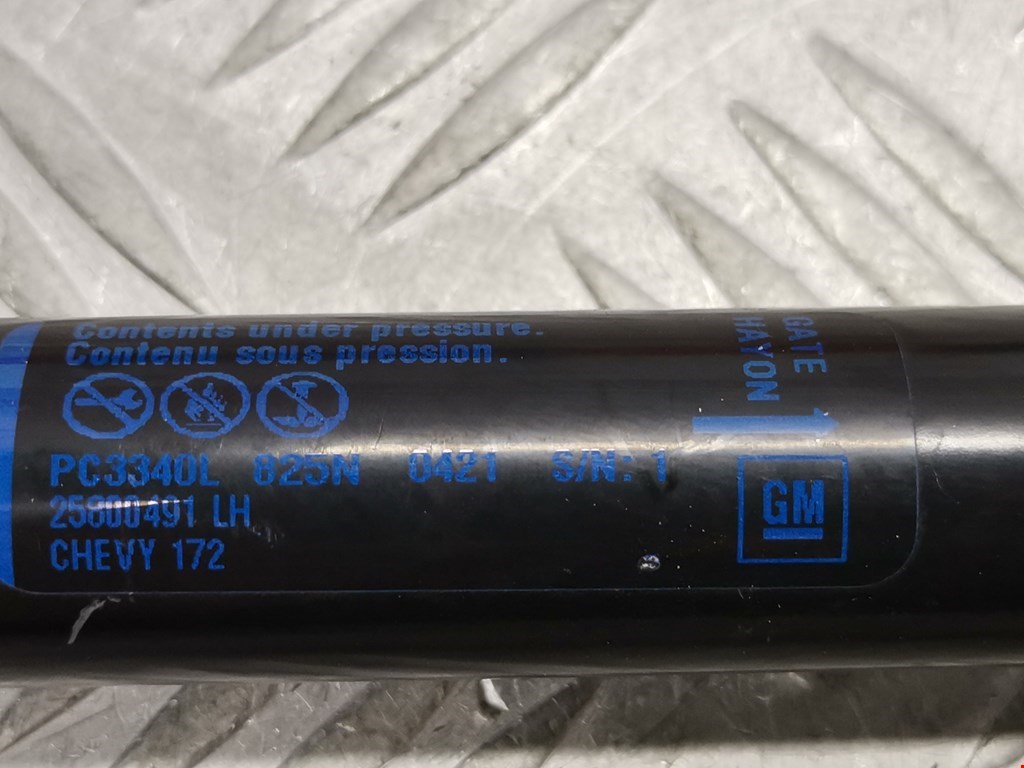 Contents under pressure.
Contenu sous pression.
PC3340L 825N 0421 S/N: 1
25800491 LH
CHEVY 172
GATE
HAYON
GM